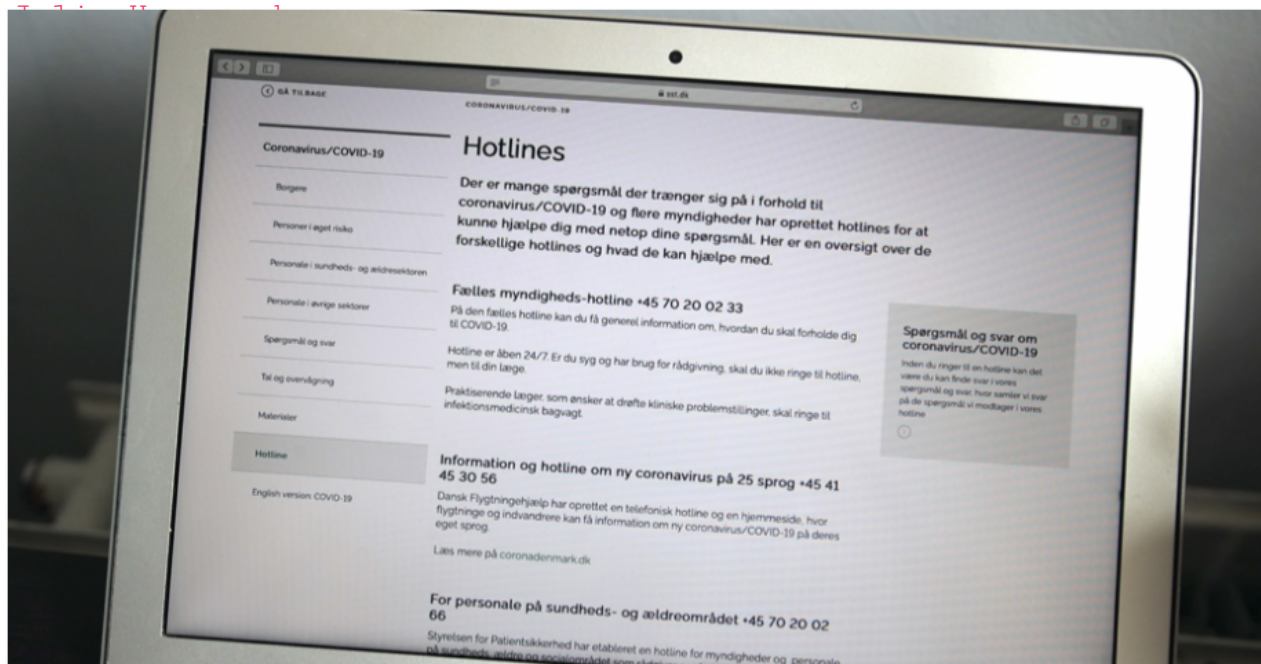 sst.dk
GÅ TILBAGE
CORONAVIRUS/COVID-19
Coronavirus/COVID-19
Borgere
Personer i øget risiko
Personale i sundheds- og ældresektoren
Personale i øvrige sektorer
Spørgsmål og svar
Tal og overvågning
Materialer
Hotline
English version: COVID-19
Hotlines
Der er mange spørgsmål der trænger sig på i forhold til
coronavirus/COVID-19 og flere myndigheder har oprettet hotlines for at
kunne hjælpe dig med netop dine spørgsmål. Her er en oversigt over de
forskellige hotlines og hvad de kan hjælpe med.
Fælles myndigheds-hotline +45 70 20 02 33
På den fælles hotline kan du få generel information om, hvordan du skal forholde dig
til COVID-19.
Hotline er åben 24/7. Er du syg og har brug for rådgivning, skal du ikke ringe til hotline,
men til din læge.
Praktiserende læger, som ønsker at drøfte kliniske problemstillinger, skal ringe til
infektionsmedicinsk bagvagt.
Information og hotline om ny coronavirus på 25 sprog +45 41
45 30 56
Dansk Flygtningehjælp har oprettet en telefonisk hotline og en hjemmeside, hvor
flygtninge og indvandrere kan få information om ny coronavirus/COVID-19 på deres
eget sprog.
Læs mere på coronadenmark.dk
For personale på sundheds- og ældreområdet +45 70 20 02
66
Styrelsen for Patientsikkerhed har etableret en hotline for myndigheder og personale
på sundheds, ældre og socialområdet som
Spørgsmål og svar om
coronavirus/COVID-19
Inden du ringer til en hotline kan det
være du kan finde svar i vores
spørgsmål og svar, hvor samler vi svar
på de spørgsmål vi modtager i vores
hotline